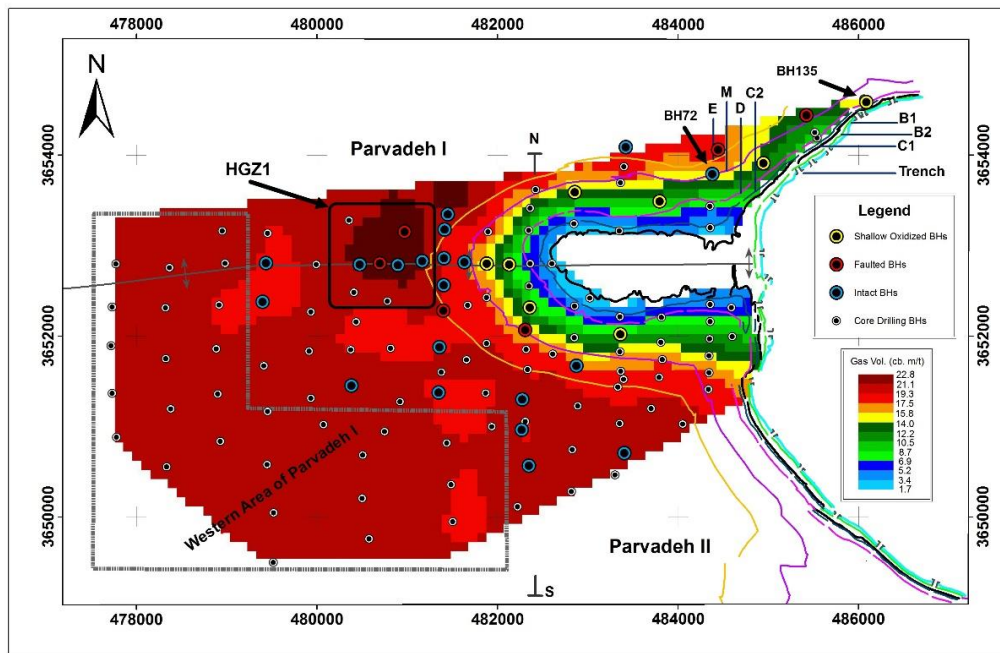 478000 480000 482000 484000 486000
N
BH135
M
C2
E
D
BH72
B1
B2
C1
Trench
Parvadeh I
N
HGZ1
3654000
3654000
Legend
Shallow Oxidized BHs
Faulted BHs
Intact BHs
Core Drilling BHs
3652000
3652000
Gas Vol. (cb. m/t)
22.8
21.1
19.3
17.5
15.8
14.0
12.2
10.5
8.7
6.9
5.2
3.4
1.7
Western Area of Parvadeh I
3650000
3650000
Parvadeh II
S
478000 480000 482000 484000 486000